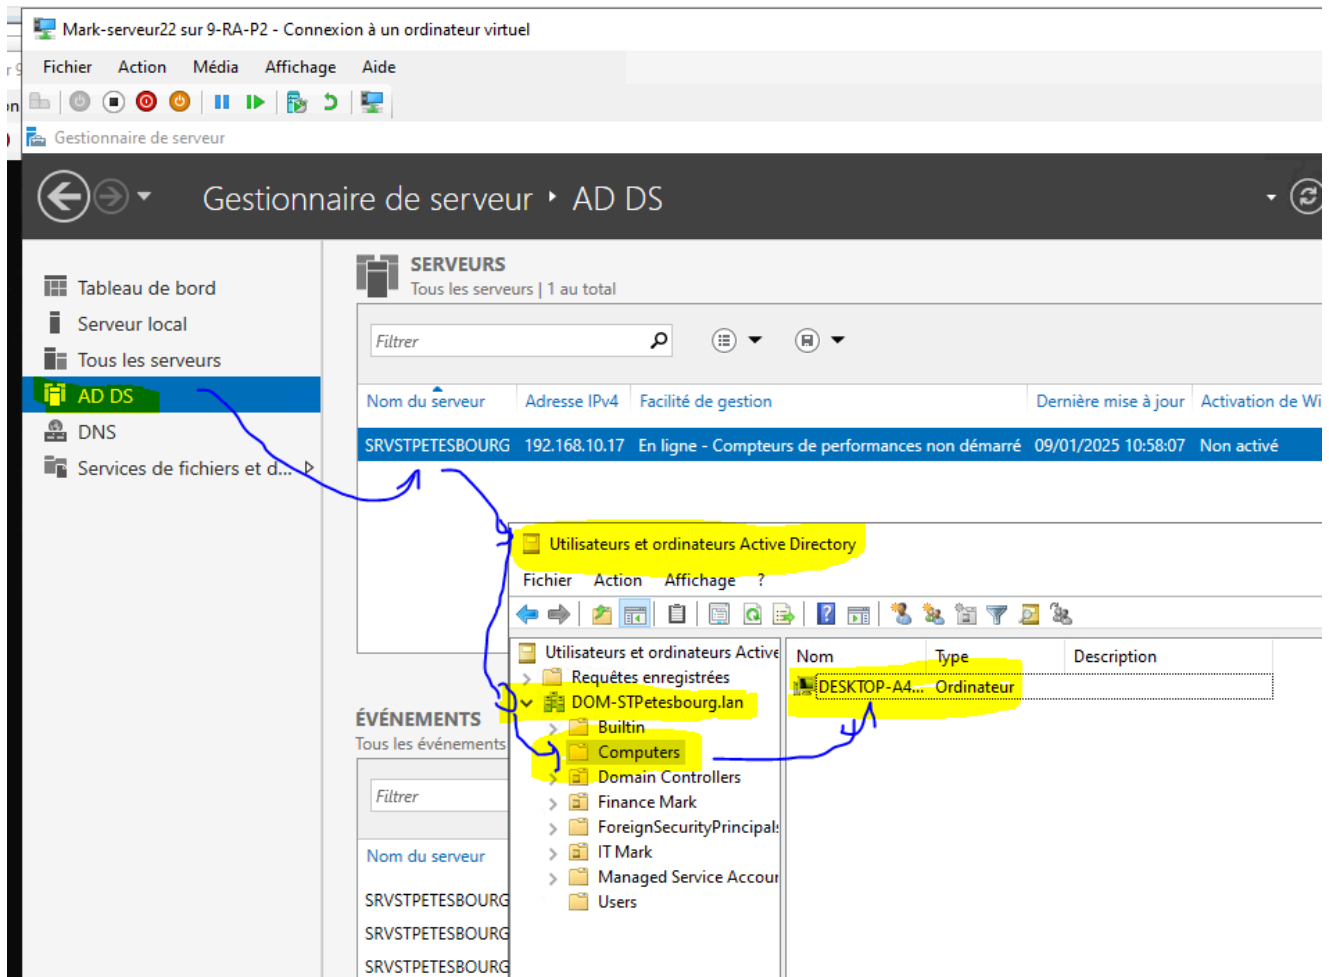 Mark-serveur22 sur 9-RA-P2 - Connexion à un ordinateur virtuel
Fichier Action Média Affichage Aide
Gestionnaire de serveur
Gestionnaire de serveur ‣ AD DS
Tableau de bord
Serveur local
Tous les serveurs
AD DS
DNS
Services de fichiers et d...
SERVEURS
Tous les serveurs | 1 au total
Filtrer
Nom du serveur Adresse IPv4 Facilité de gestion Dernière mise à jour Activation de Wi
SRVSTPETESBOURG 192.168.10.17 En ligne - Compteurs de performances non démarré 09/01/2025 10:58:07 Non activé
Utilisateurs et ordinateurs Active Directory
Fichier Action Affichage ?
Utilisateurs et ordinateurs Active
Requêtes enregistrées
DOM-STPetesbourg.lan
Builtin
Computers
Domain Controllers
Finance Mark
ForeignSecurityPrincipals
IT Mark
Managed Service Accoun
Users
Nom Type Description
DESKTOP-A4... Ordinateur
ÉVÉNEMENTS
Tous les événements
Filtrer
Nom du serveur
SRVSTPETESBOURG
SRVSTPETESBOURG
SRVSTPETESBOURG